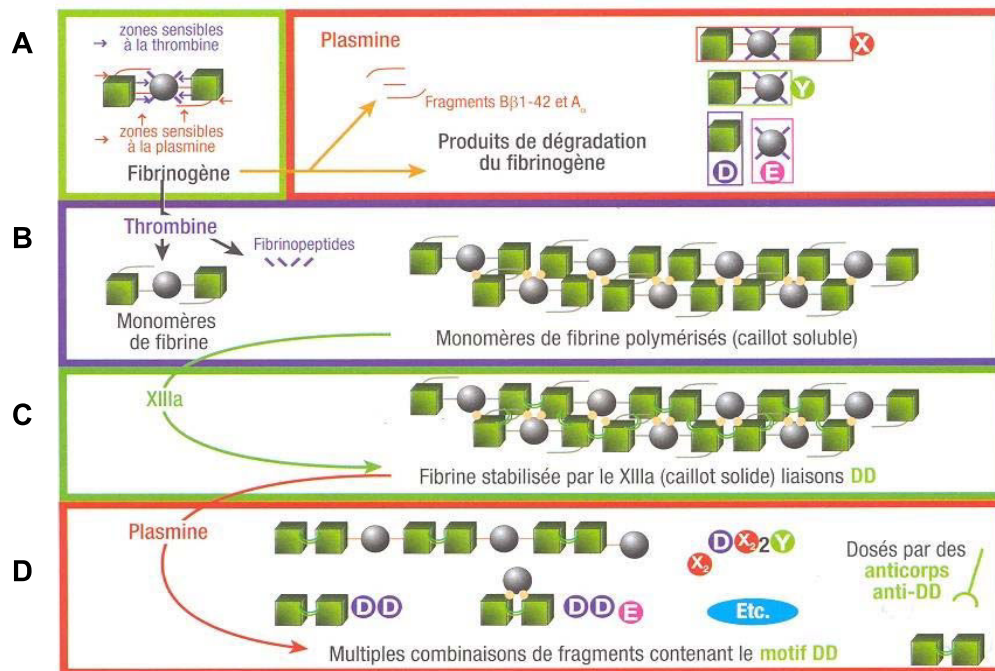 A
zones sensibles
à la thrombine
zones sensibles
à la plasmine
Fibrinogène
Plasmine
Fragments Bβ1-42 et Aα
Produits de dégradation
du fibrinogène
X
Y
D
E
B
Thrombine
Fibrinopeptides
Monomères
de fibrine
Monomères de fibrine polymérisés (caillot soluble)
C
XIIIa
Fibrine stabilisée par le XIIIa (caillot solide) liaisons DD
D
Plasmine
D X2 2 Y
X2
DD
DD
E
Etc.
Dosés par des
anticorps
anti-DD
Multiples combinaisons de fragments contenant le motif DD